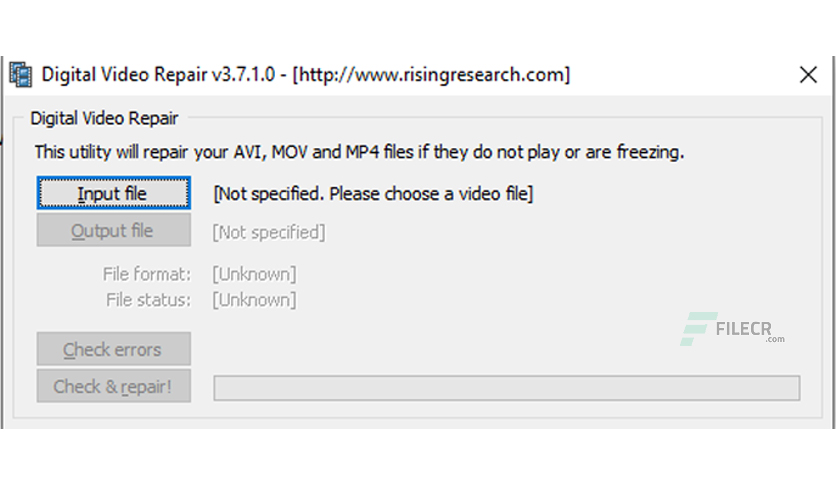 Digital Video Repair v3.7.1.0 - [http://www.risingresearch.com]
Digital Video Repair
This utility will repair your AVI, MOV and MP4 files if they do not play or are freezing.
Input file [Not specified. Please choose a video file]
Output file [Not specified]
File format: [Unknown]
File status: [Unknown]
FILECR
.com
Check errors
Check & repair!